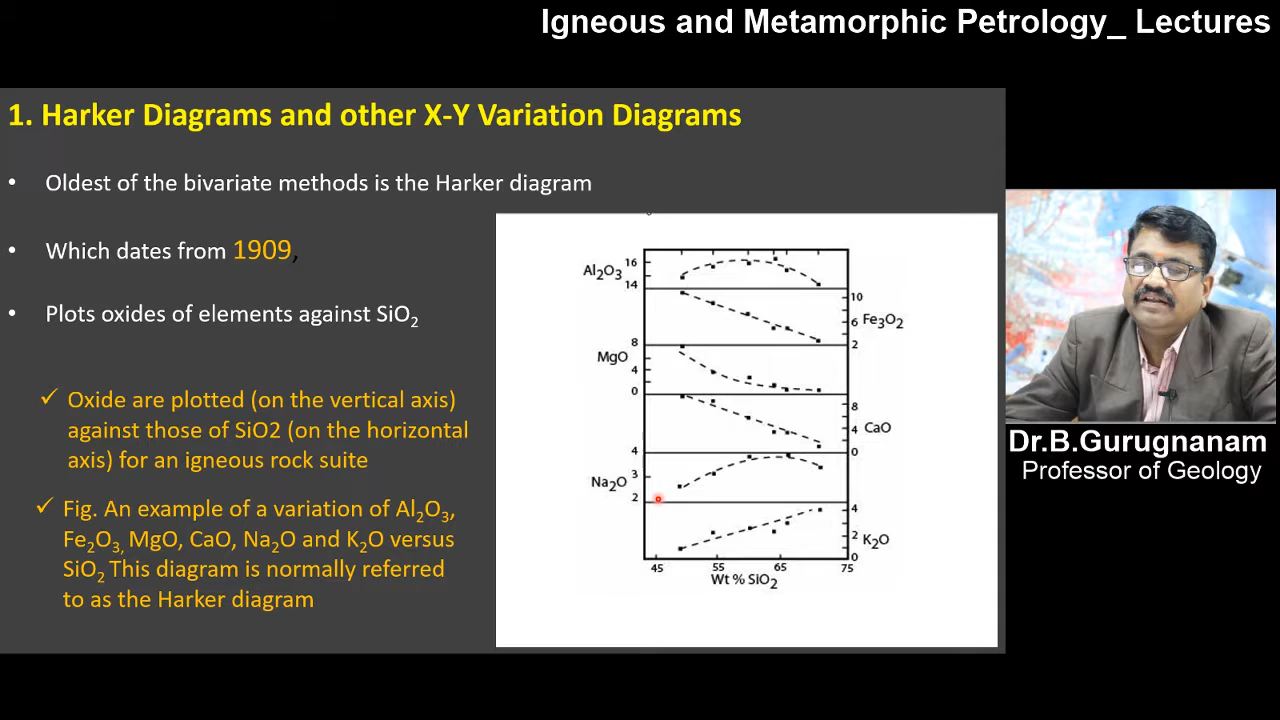 Igneous and Metamorphic Petrology_ Lectures
1. Harker Diagrams and other X-Y Variation Diagrams
• Oldest of the bivariate methods is the Harker diagram
• Which dates from 1909,
• Plots oxides of elements against SiO₂
✓ Oxide are plotted (on the vertical axis)
against those of SiO2 (on the horizontal
axis) for an igneous rock suite
✓ Fig. An example of a variation of Al₂O₃,
Fe₂O₃, MgO, CaO, Na₂O and K₂O versus
SiO₂ This diagram is normally referred
to as the Harker diagram
Al₂O₃ 16
14
10
6 Fe₃O₂
2
8
MgO
4
0
8
4 CaO
0
4
3
Na₂O
2
4
2 K₂O
0
45 55 65 75
Wt % SiO₂
Dr.B.Gurugnanam
Professor of Geology